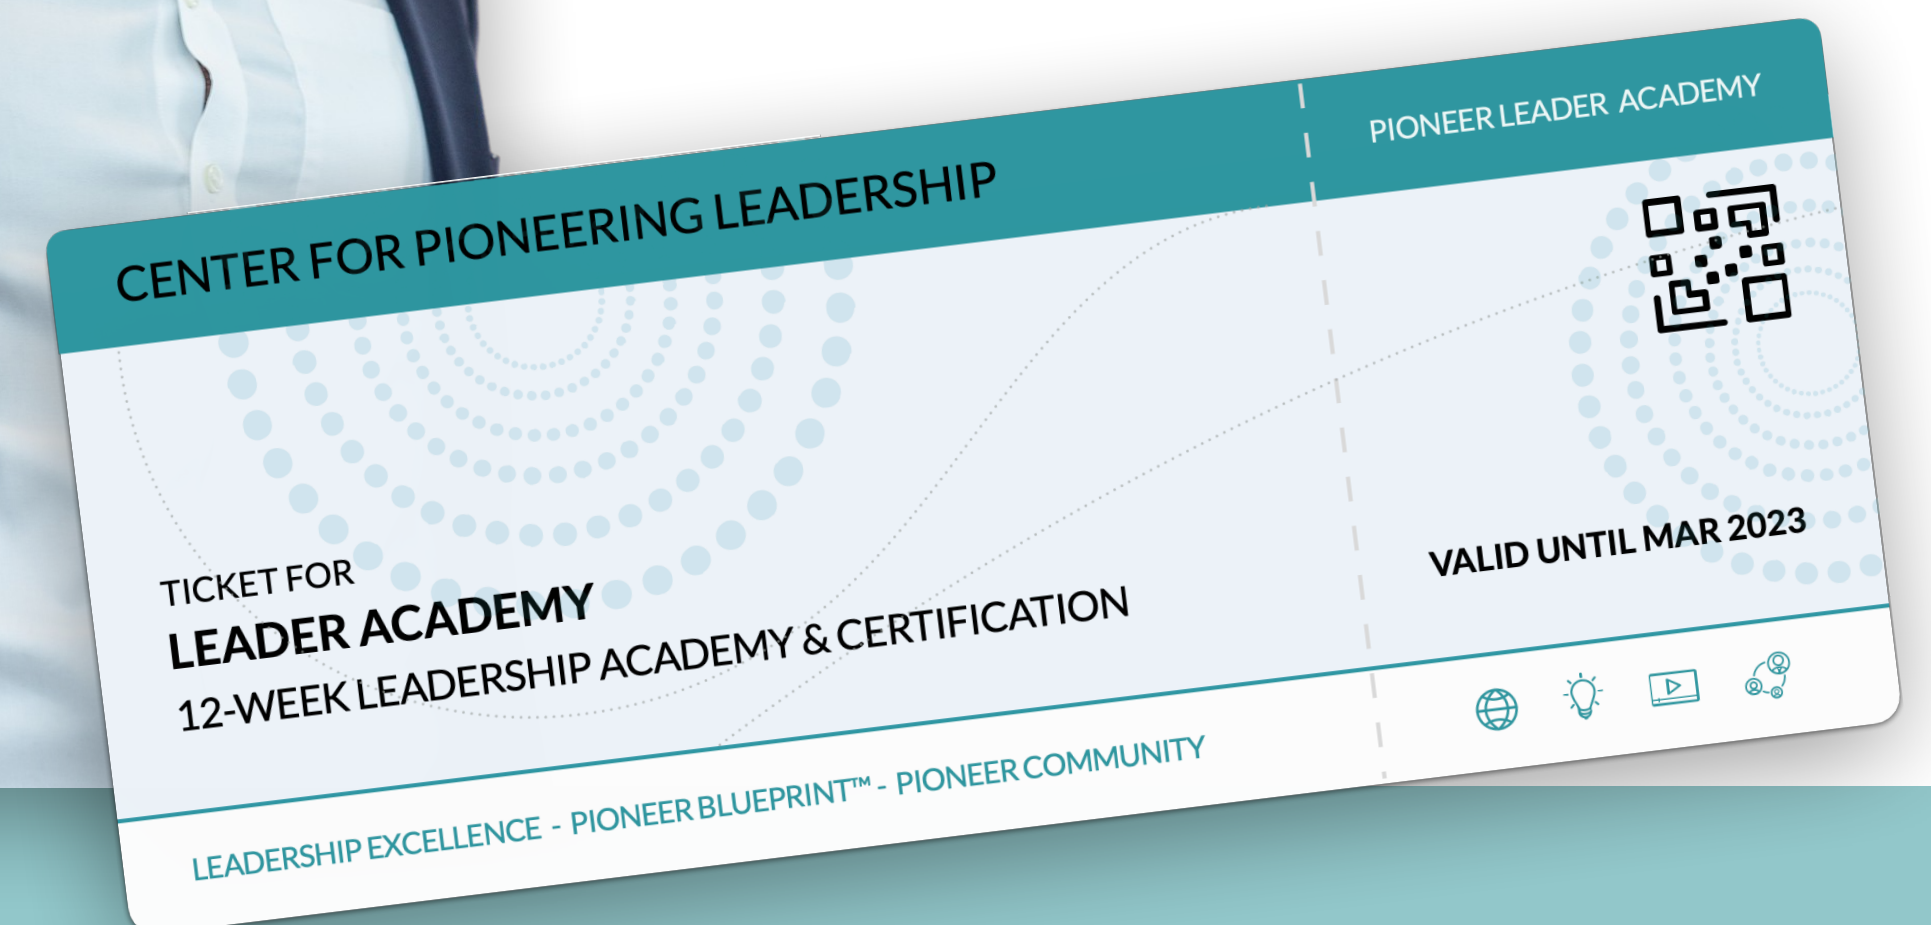 CENTER FOR PIONEERING LEADERSHIP
PIONEER LEADER ACADEMY
TICKET FOR
LEADER ACADEMY
12-WEEK LEADERSHIP ACADEMY & CERTIFICATION
VALID UNTIL MAR 2023
LEADERSHIP EXCELLENCE - PIONEER BLUEPRINT™ - PIONEER COMMUNITY